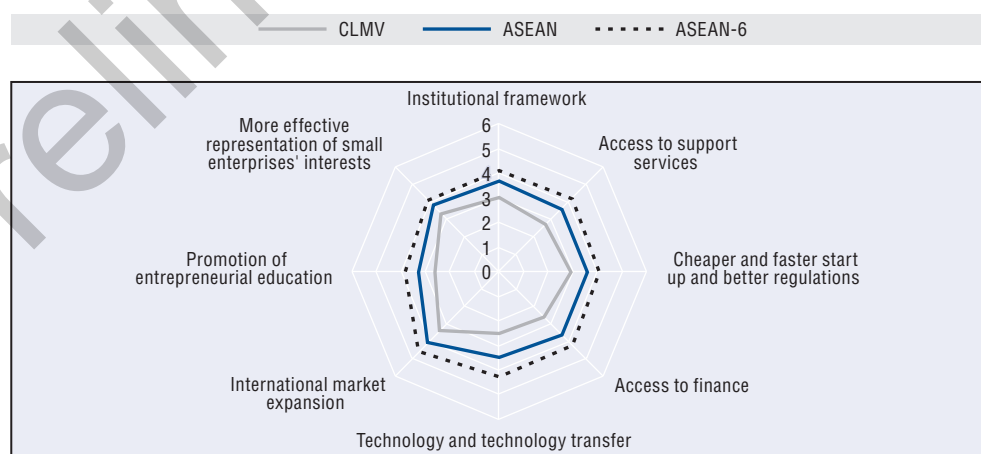 CLMV
ASEAN
ASEAN-6
Institutional framework
More effective
representation of small
enterprises' interests
Access to support
services
6
5
4
3
2
1
0
Promotion of
entrepreneurial education
Cheaper and faster start
up and better regulations
International market
expansion
Access to finance
Technology and technology transfer
relin